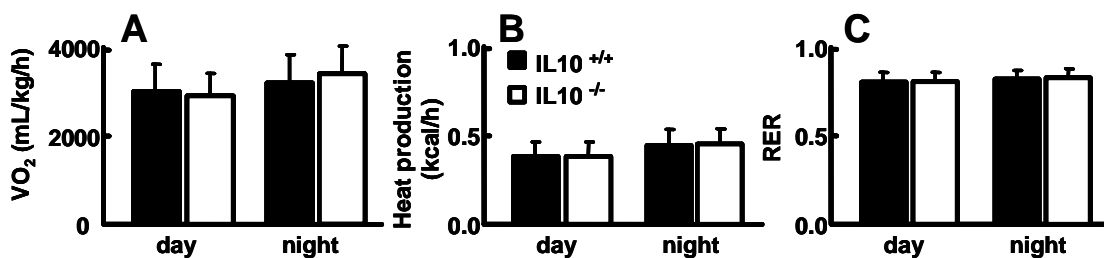 A
VO2 (mL/kg/h)
4000
2000
0
day night
B
Heat production
(kcal/h)
1.0
0.5
0.0
IL10 +/+
IL10 -/-
day night
C
RER
1.0
0.5
0.0
day night